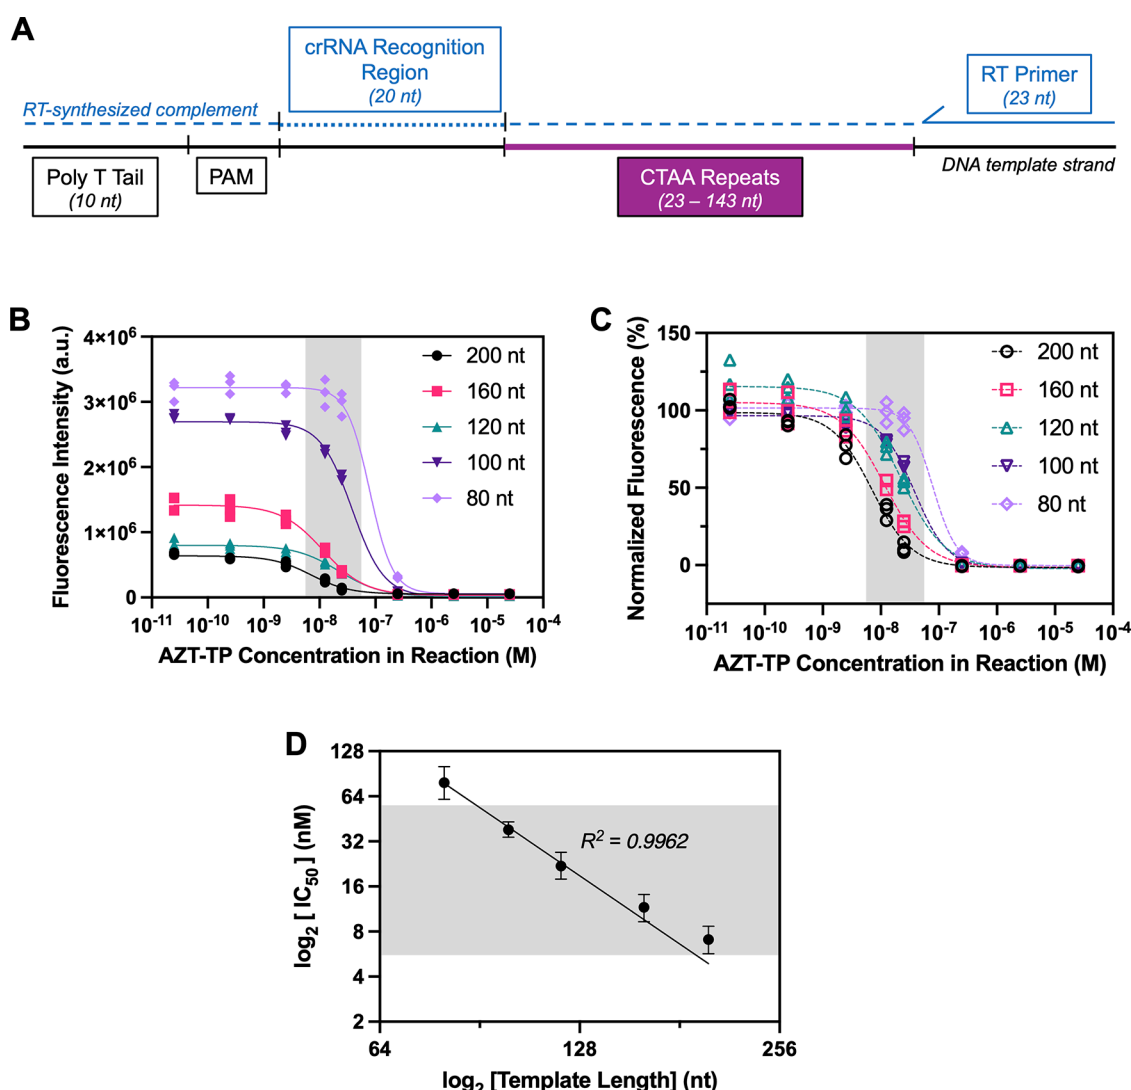 A
crRNA Recognition
Region
(20 nt)
RT Primer
(23 nt)
RT-synthesized complement
Poly T Tail
(10 nt)
PAM
CTAA Repeats
(23 – 143 nt)
DNA template strand
B
Fluorescence Intensity (a.u.)
4×10⁶
3×10⁶
2×10⁶
1×10⁶
0
200 nt
160 nt
120 nt
100 nt
80 nt
10⁻¹¹ 10⁻¹⁰ 10⁻⁹ 10⁻⁸ 10⁻⁷ 10⁻⁶ 10⁻⁵ 10⁻⁴
AZT-TP Concentration in Reaction (M)
C
Normalized Fluorescence (%)
150
100
50
0
200 nt
160 nt
120 nt
100 nt
80 nt
10⁻¹¹ 10⁻¹⁰ 10⁻⁹ 10⁻⁸ 10⁻⁷ 10⁻⁶ 10⁻⁵ 10⁻⁴
AZT-TP Concentration in Reaction (M)
D
log₂ [ IC₅₀ ] (nM)
128
64
32
16
8
4
2
R² = 0.9962
64 128 256
log₂ [Template Length] (nt)